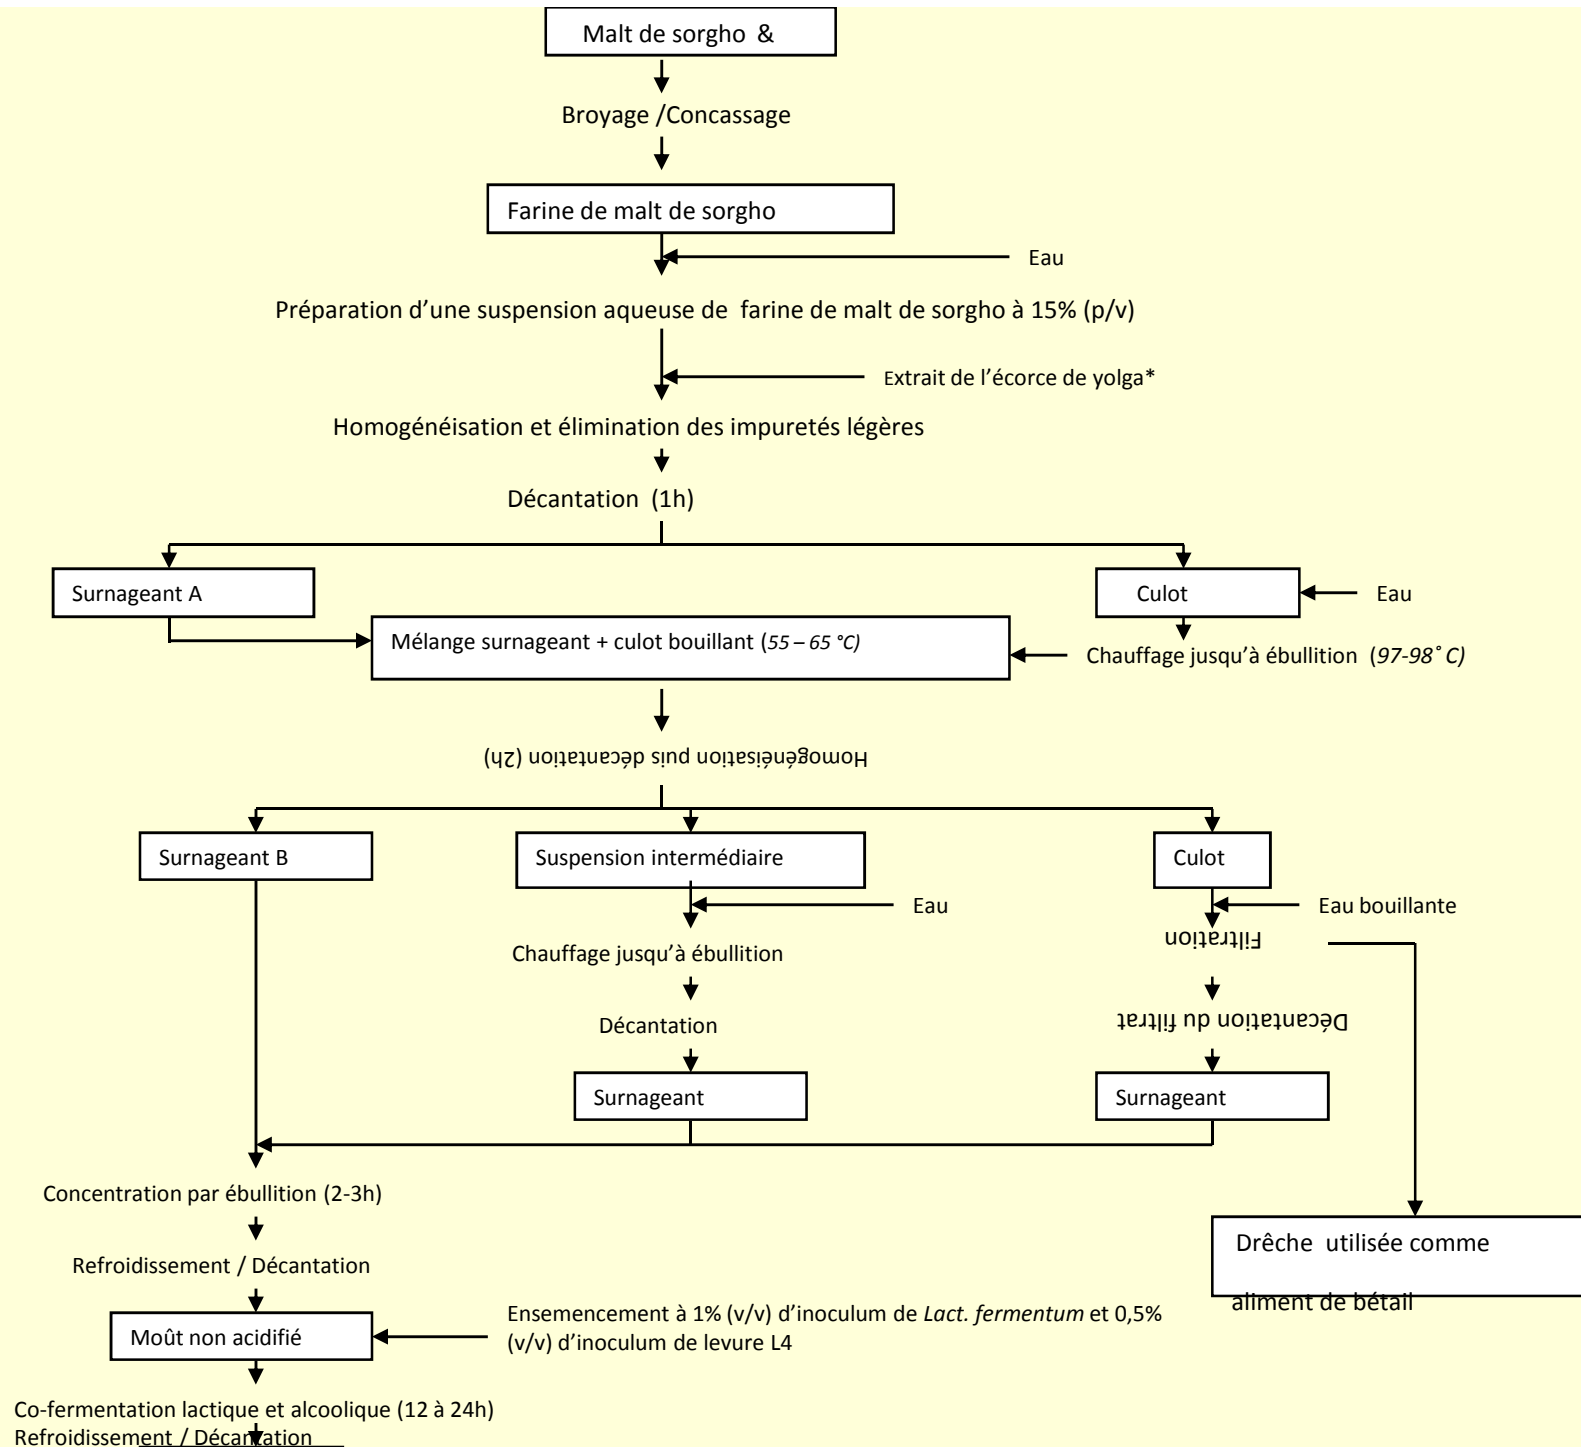 Malt de sorgho &
Broyage /Concassage
Farine de malt de sorgho
Eau
Préparation d’une suspension aqueuse de farine de malt de sorgho à 15% (p/v)
Extrait de l’écorce de yolga*
Homogénéisation et élimination des impuretés légères
Décantation (1h)
Surnageant A
Culot
Eau
Mélange surnageant + culot bouillant (55 – 65 °C)
Chauffage jusqu’à ébullition (97-98°C)
Homogénéisation puis décantation (2h)
Surnageant B
Suspension intermédiaire
Culot
Eau
Eau bouillante
Filtration
Chauffage jusqu’à ébullition
Décantation
Décantation du filtrat
Surnageant
Surnageant
Concentration par ébullition (2-3h)
Refroidissement / Décantation
Drêche utilisée comme
aliment de bétail
Moût non acidifié
Ensemencement à 1% (v/v) d’inoculum de Lact. fermentum et 0,5%
(v/v) d’inoculum de levure L4
Co-fermentation lactique et alcoolique (12 à 24h)
Refroidissement / Décantation